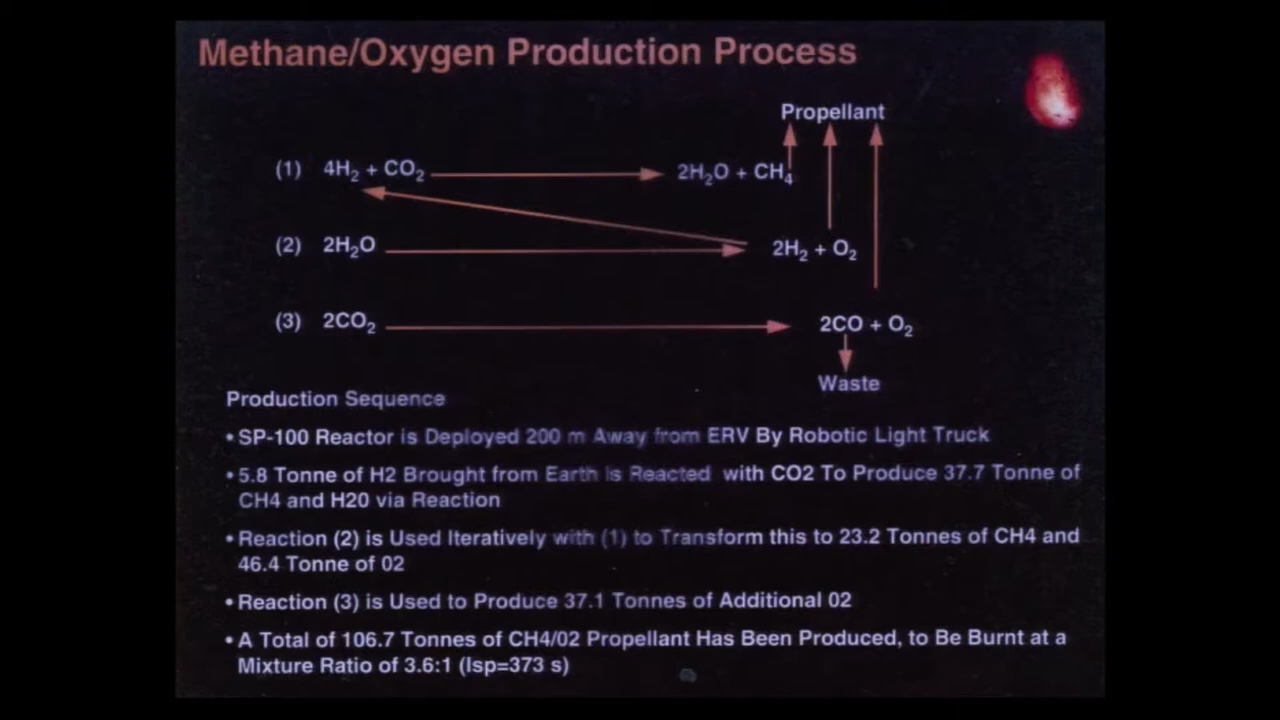 Methane/Oxygen Production Process
Propellant
(1) 4H₂ + CO₂ 2H₂O + CH₄
(2) 2H₂O 2H₂ + O₂
(3) 2CO₂ 2CO + O₂
Waste
Production Sequence
• SP-100 Reactor is Deployed 200 m Away from ERV By Robotic Light Truck
• 5.8 Tonne of H2 Brought from Earth is Reacted with CO2 To Produce 37.7 Tonne of
CH4 and H20 via Reaction
• Reaction (2) is Used Iteratively with (1) to Transform this to 23.2 Tonnes of CH4 and
46.4 Tonne of 02
• Reaction (3) is Used to Produce 37.1 Tonnes of Additional 02
• A Total of 106.7 Tonnes of CH4/02 Propellant Has Been Produced, to Be Burnt at a
Mixture Ratio of 3.6:1 (Isp=373 s)